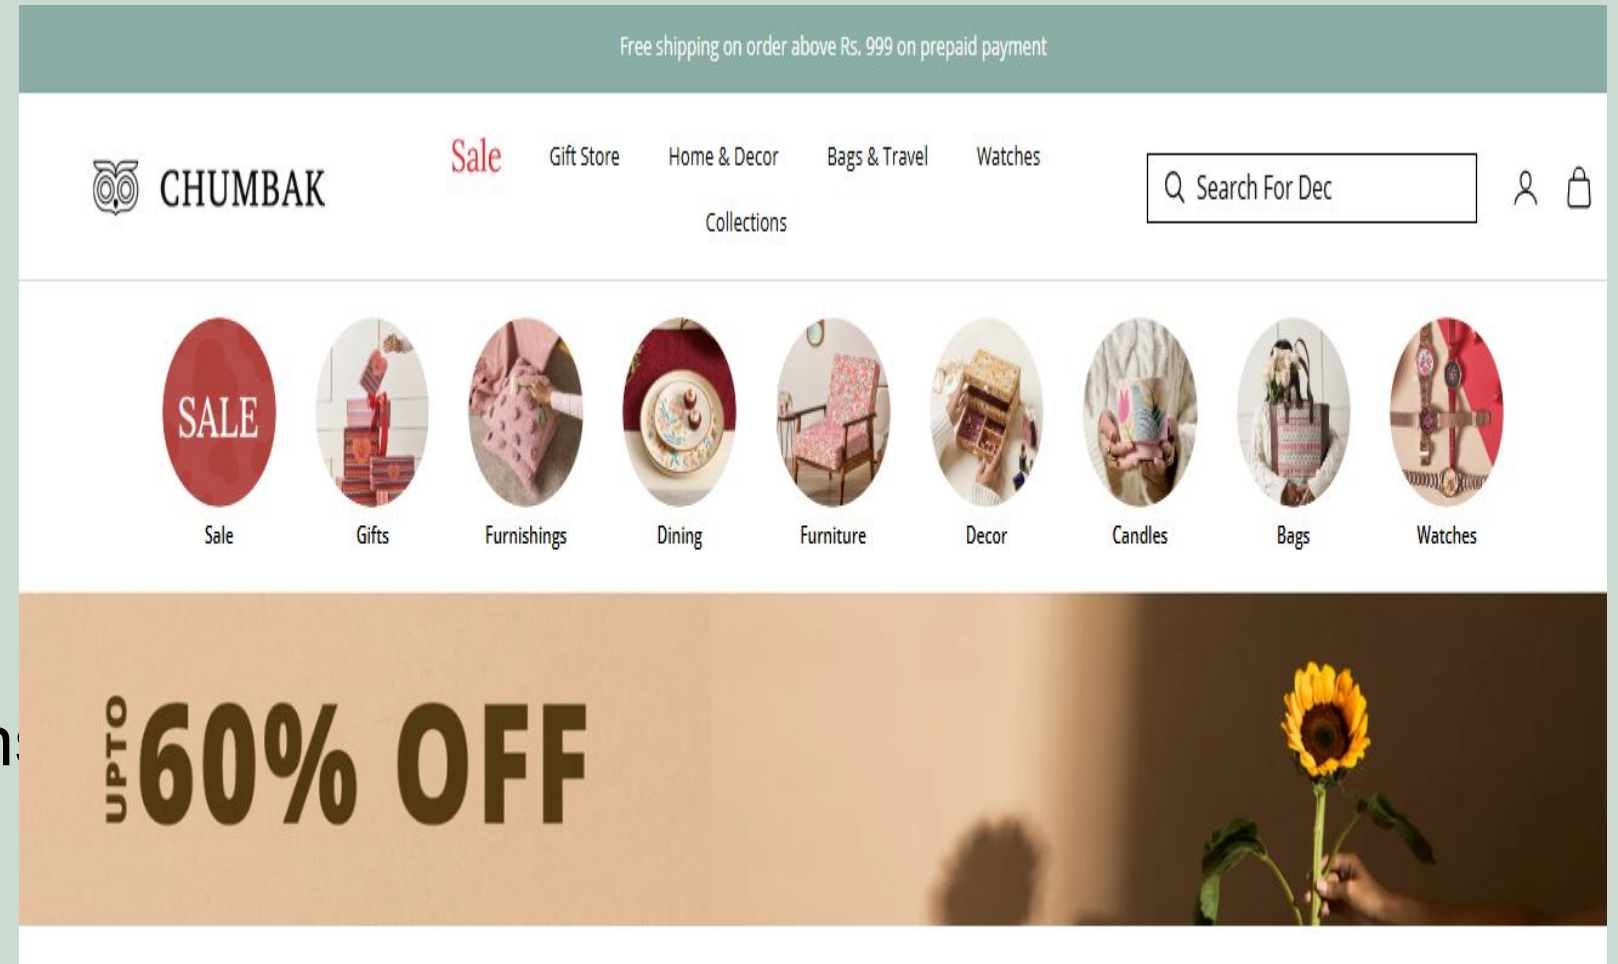 Free shipping on order above Rs. 999 on prepaid payment
CHUMBAK
Sale Gift Store Home & Decor Bags & Travel Watches
Collections
Search For Dec
SALE
Sale Gifts Furnishings Dining Furniture Decor Candles Bags Watches
UPTO 60% OFF